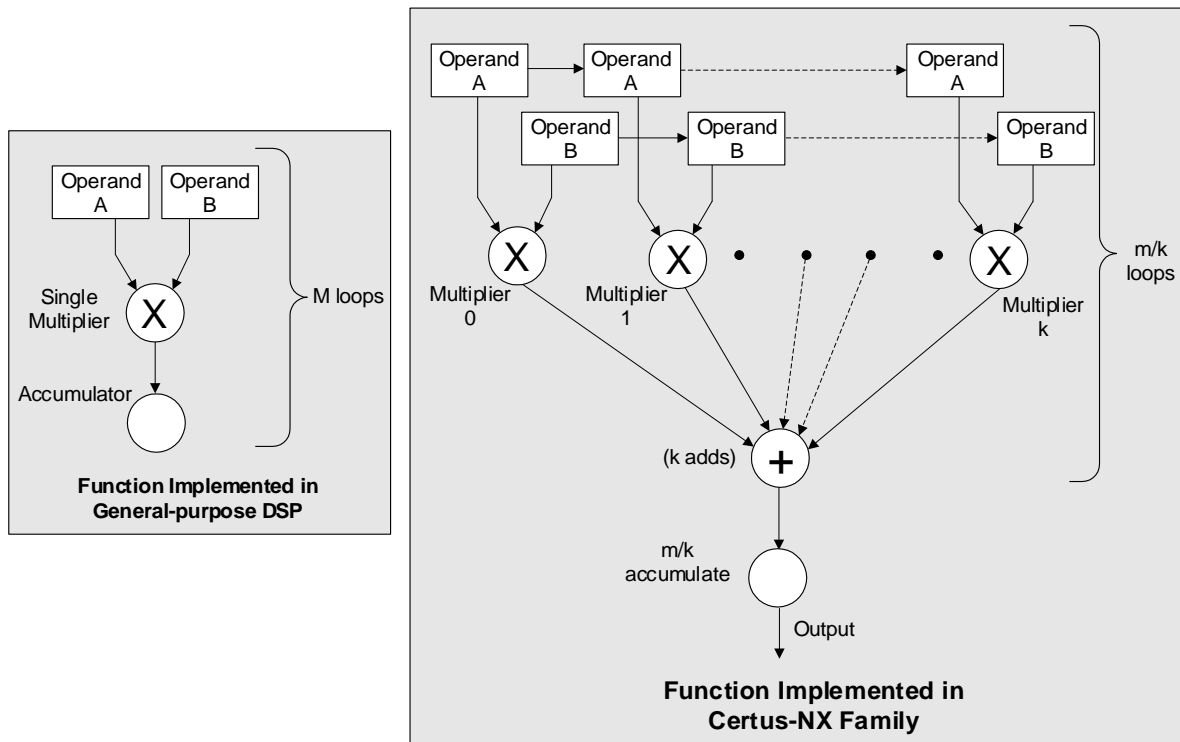 Operand
A
Operand
B
Single
Multiplier
X
M loops
Accumulator
Function Implemented in
General-purpose DSP
Operand
A
Operand
A
Operand
A
Operand
B
Operand
B
Operand
B
X
X
X
Multiplier
0
Multiplier
1
Multiplier
k
m/k
loops
(k adds)
+
m/k
accumulate
Output
Function Implemented in
Certus-NX Family